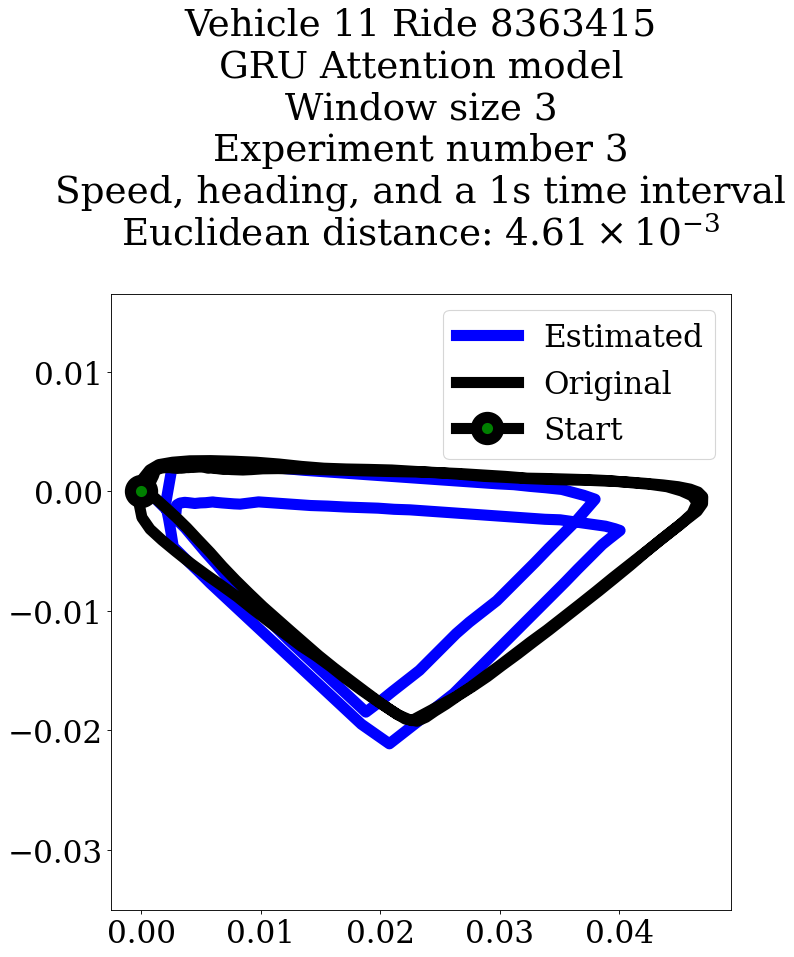 Vehicle 11 Ride 8363415
GRU Attention model
Window size 3
Experiment number 3
Speed, heading, and a 1s time interval
Euclidean distance: 4.61 × 10⁻³
Estimated
Original
Start
0.01
0.00
−0.01
−0.02
−0.03
0.00 0.01 0.02 0.03 0.04